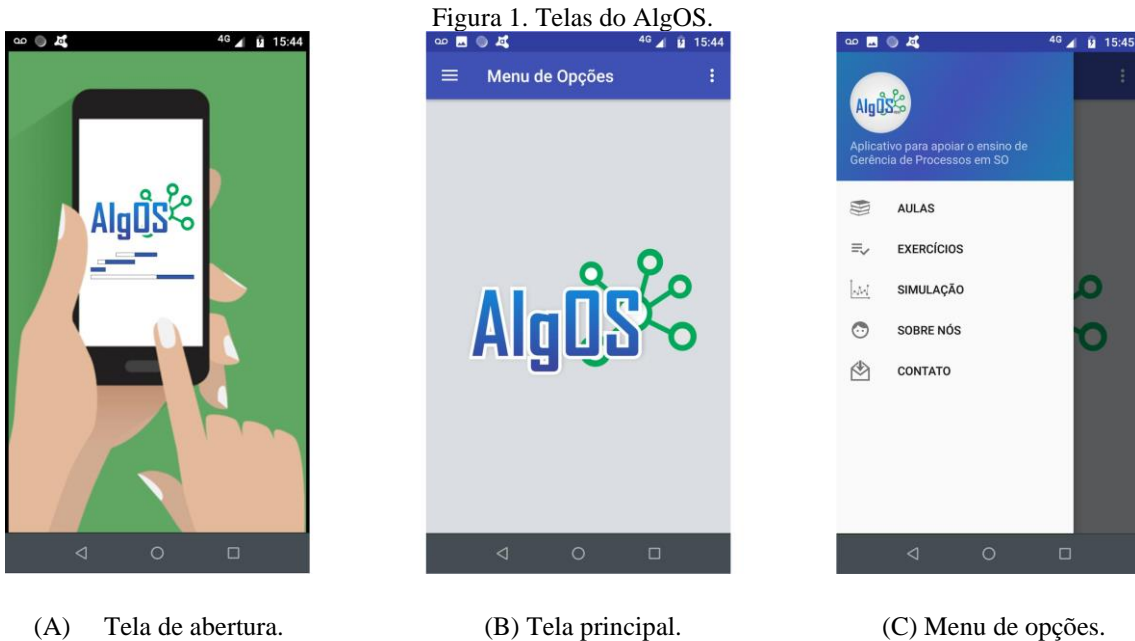 Figura 1. Telas do AlgOS.
4G 15:44
AlgOS
4G 15:44
Menu de Opções
AlgOS
4G 15:45
AlgOS
Aplicativo para apoiar o ensino de
Gerência de Processos em SO
AULAS
EXERCÍCIOS
SIMULAÇÃO
SOBRE NÓS
CONTATO
(A) Tela de abertura.
(B) Tela principal.
(C) Menu de opções.